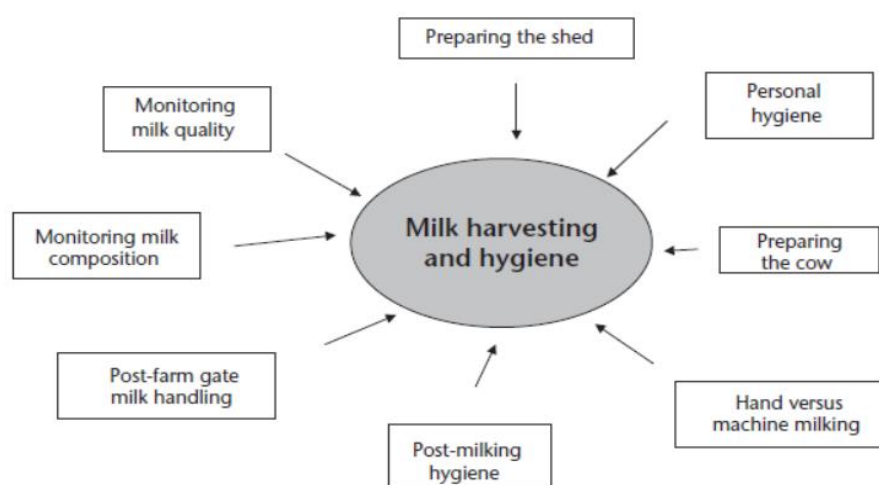 Preparing the shed
Personal
hygiene
Preparing
the cow
Hand versus
machine milking
Post-milking
hygiene
Post-farm gate
milk handling
Monitoring milk
composition
Monitoring
milk quality
Milk harvesting
and hygiene